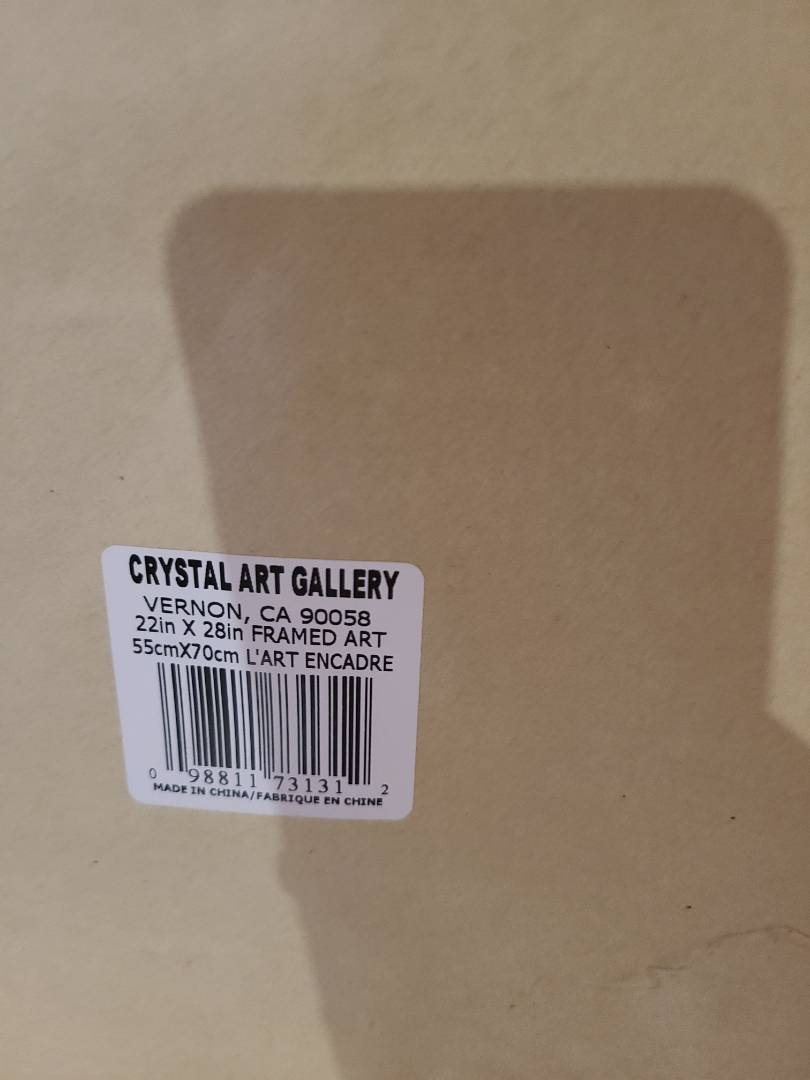 CRYSTAL ART GALLERY
VERNON, CA 90058
22in X 28in FRAMED ART
55cmX70cm L'ART ENCADRE
0 98811 73131 2
MADE IN CHINA/FABRIQUE EN CHINE